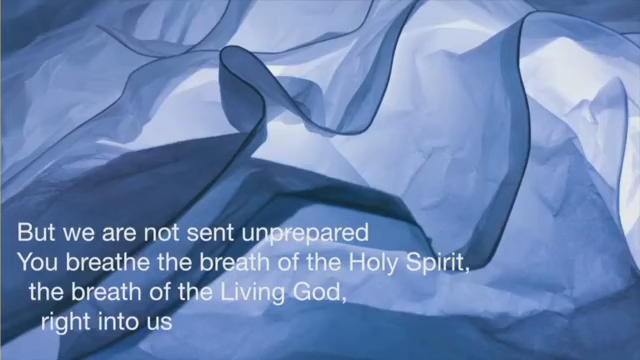 But we are not sent unprepared
You breathe the breath of the Holy Spirit,
the breath of the Living God,
right into us